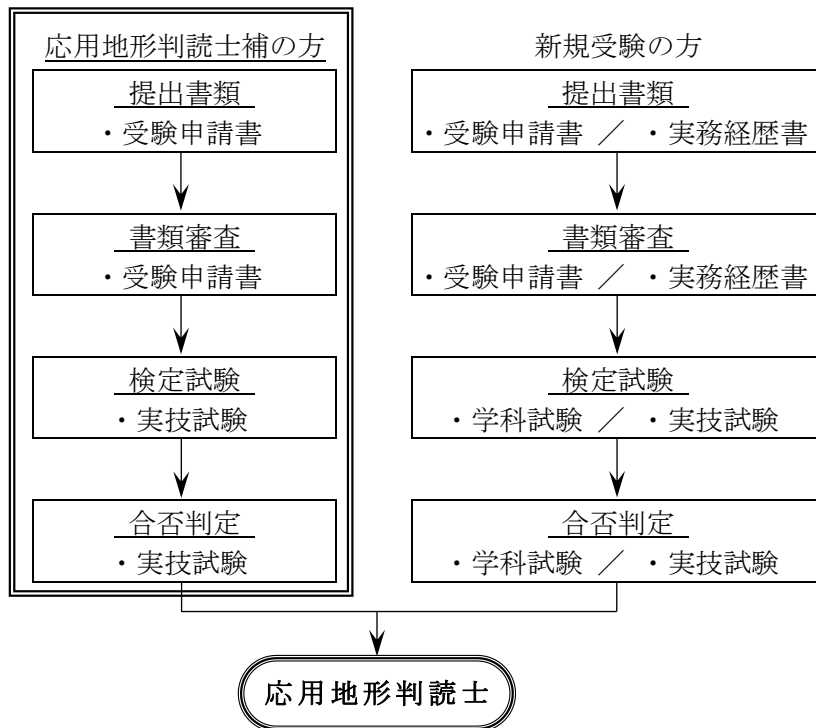 応用地形判読士補の方
提出書類
・受験申請書
書類審査
・受験申請書
検定試験
・実技試験
合否判定
・実技試験
新規受験の方
提出書類
・受験申請書 ／ ・実務経歴書
書類審査
・受験申請書 ／ ・実務経歴書
検定試験
・学科試験 ／ ・実技試験
合否判定
・学科試験 ／ ・実技試験
応用地形判読士